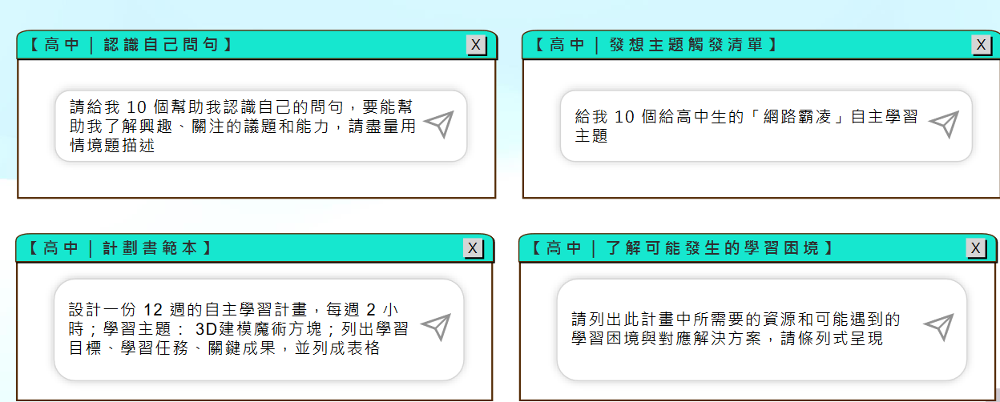 【高中｜認識自己問句】
X
請給我 10 個幫助我認識自己的問句，要能幫
助我了解興趣、關注的議題和能力，請盡量用
情境題描述
【高中｜發想主題觸發清單】
X
給我 10 個給高中生的「網路霸凌」自主學習
主題
【高中｜計劃書範本】
X
設計一份 12 週的自主學習計畫，每週 2 小
時；學習主題： 3D建模魔術方塊；列出學習
目標、學習任務、關鍵成果，並列成表格
【高中｜了解可能發生的學習困境】
X
請列出此計畫中所需要的資源和可能遇到的
學習困境與對應解決方案，請條列式呈現